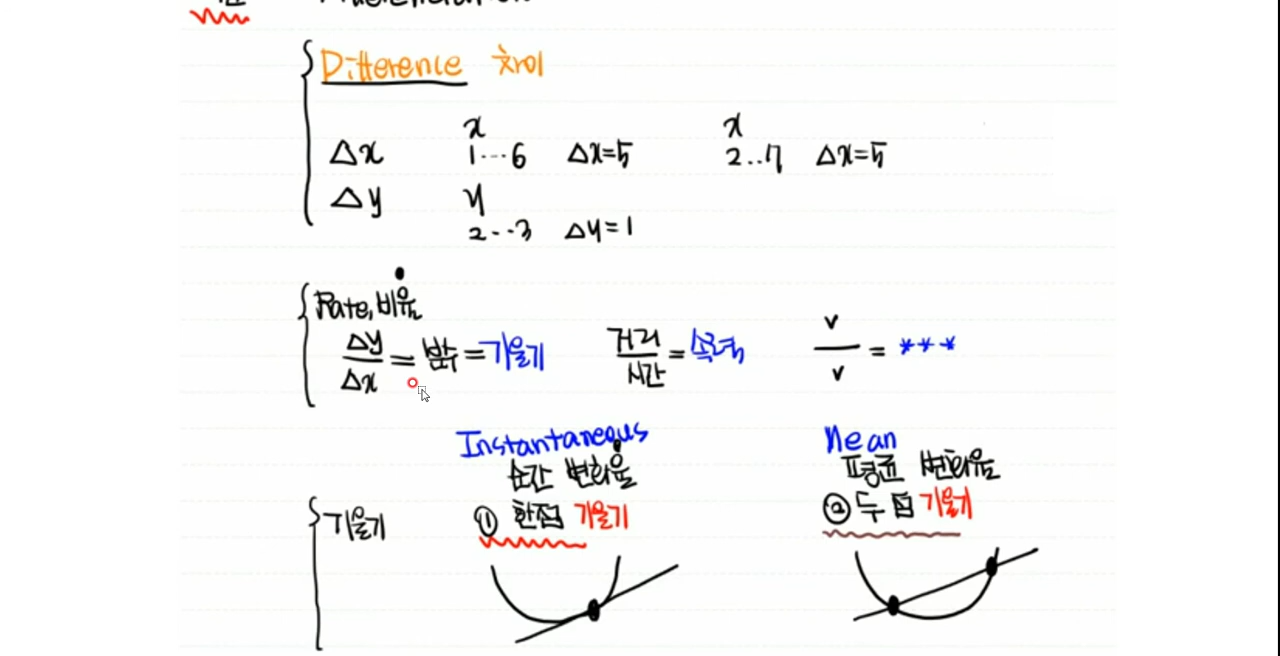 Difference 차이
x x
Δx 1...6 Δx=5 2..7 Δx=5
Δy y
2...3 Δy=1
Rate, 비율
Δy/Δx = 분수 = 기울기 거리/시간 = 속력 v/v = ***
Instantaneous Mean
순간 변화율 평균 변화율
기울기 ① 한점 기울기 ② 두 점 기울기